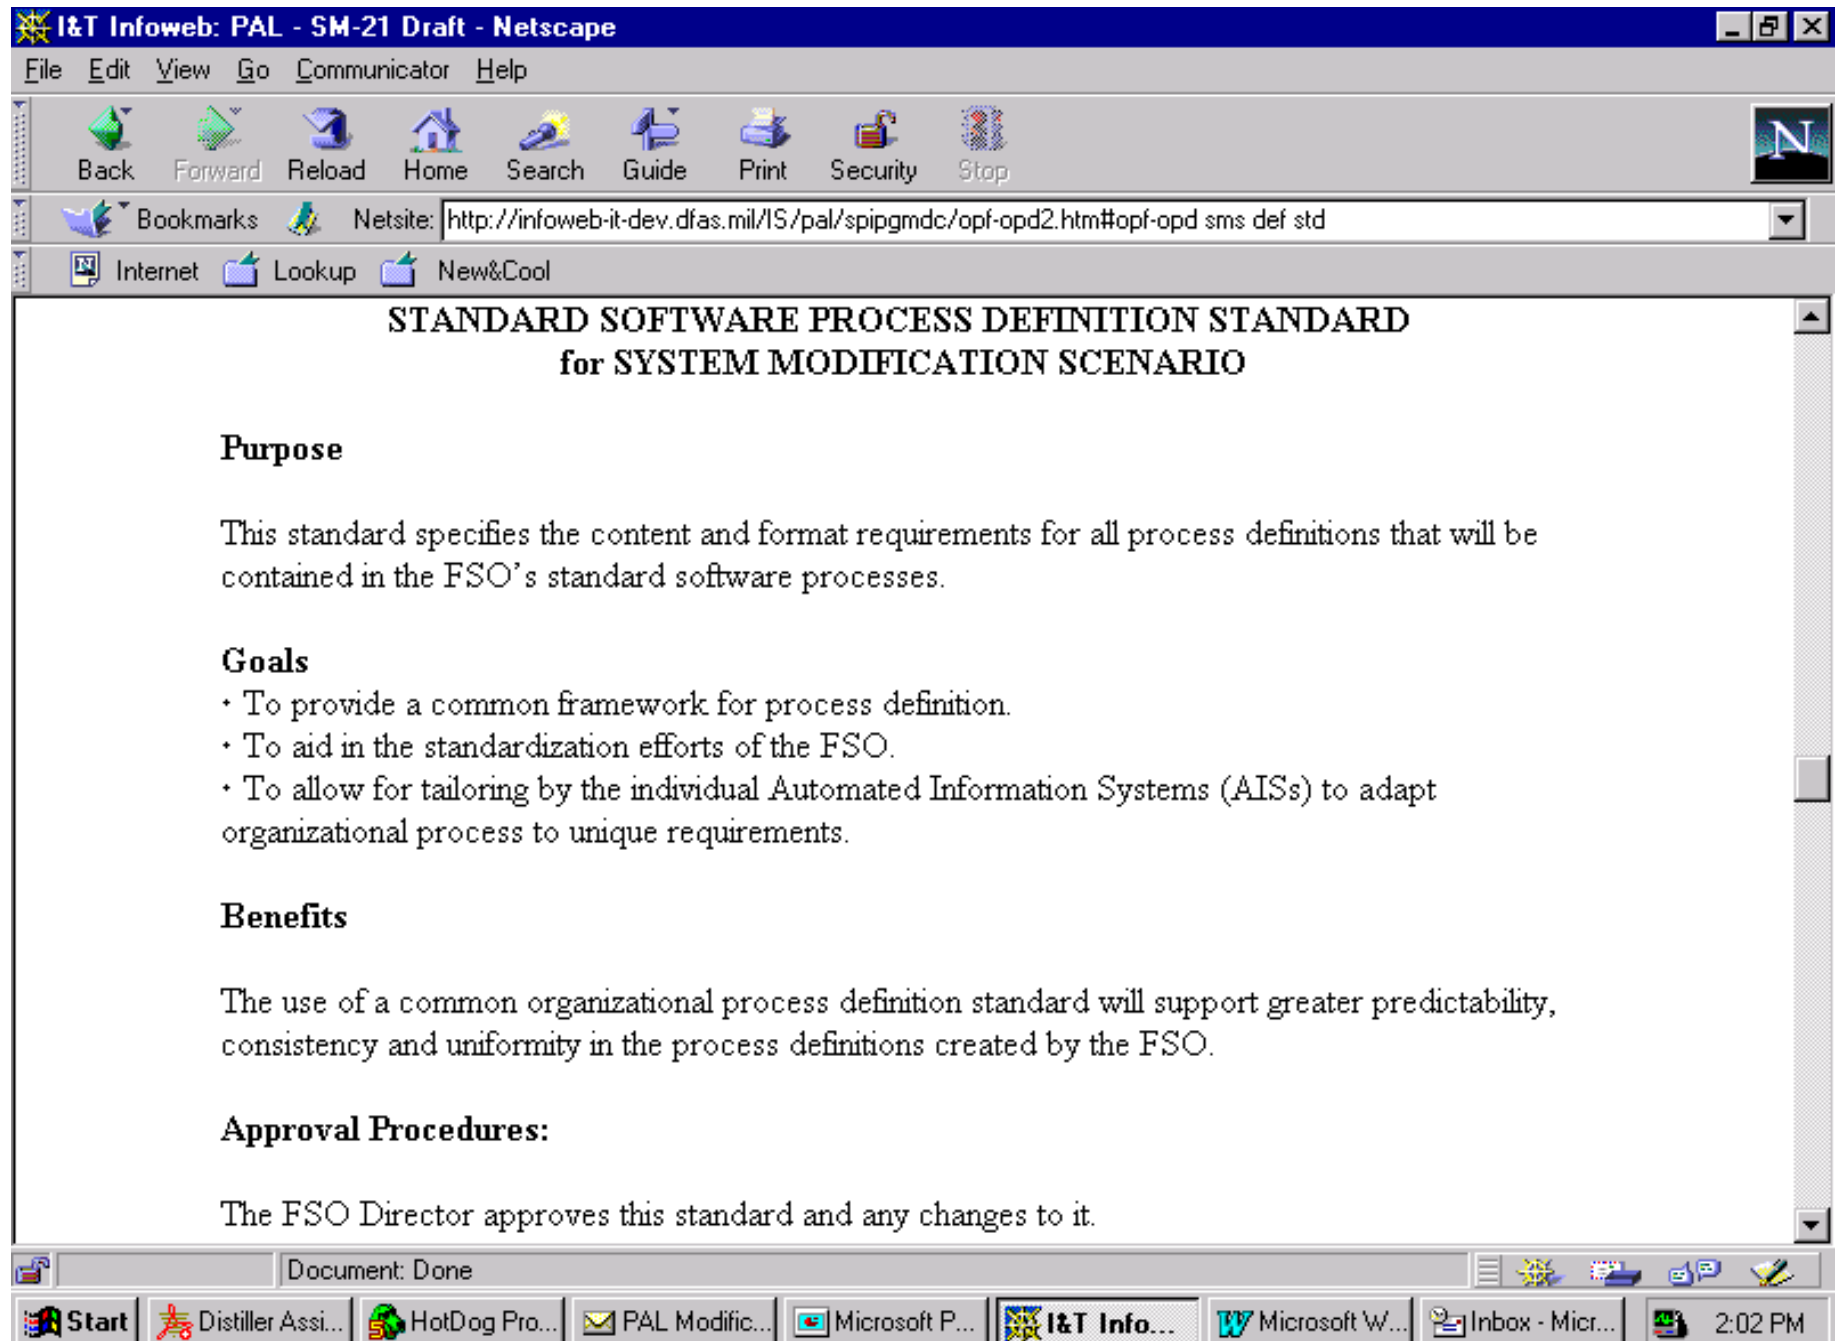 I&T Infoweb: PAL - SM-21 Draft - Netscape
File Edit View Go Communicator Help
Back Forward Reload Home Search Guide Print Security Stop
N
Bookmarks Netsite: http://infoweb-it-dev.dfas.mil/IS/pal/spipgmdc/opf-opd2.htm#opf-opd sms def std
Internet Lookup New&Cool
STANDARD SOFTWARE PROCESS DEFINITION STANDARD
for SYSTEM MODIFICATION SCENARIO
Purpose
This standard specifies the content and format requirements for all process definitions that will be
contained in the FSO's standard software processes.
Goals
· To provide a common framework for process definition.
· To aid in the standardization efforts of the FSO.
· To allow for tailoring by the individual Automated Information Systems (AISs) to adapt
organizational process to unique requirements.
Benefits
The use of a common organizational process definition standard will support greater predictability,
consistency and uniformity in the process definitions created by the FSO.
Approval Procedures:
The FSO Director approves this standard and any changes to it.
Document: Done
Start Distiller Assi... HotDog Pro... PAL Modific... Microsoft P... I&T Info... Microsoft W... Inbox - Micr... 2:02 PM